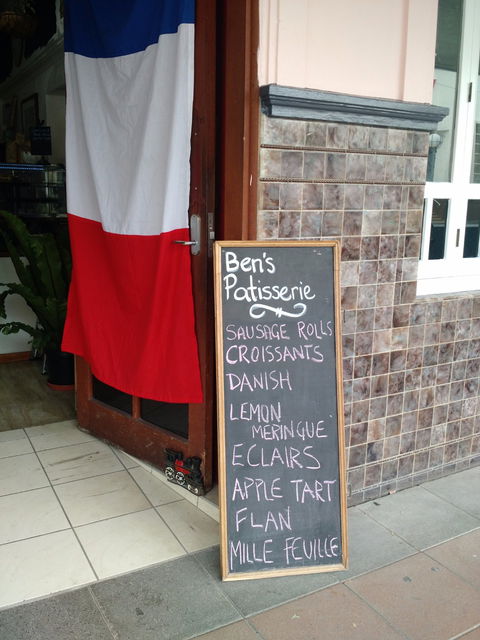 Ben's
Patisserie
SAUSAGE ROLLS
CROISSANTS
DANISH
LEMON
MERINGUE
ECLAIRS
APPLE TART
FLAN
MILLE FEUILLE